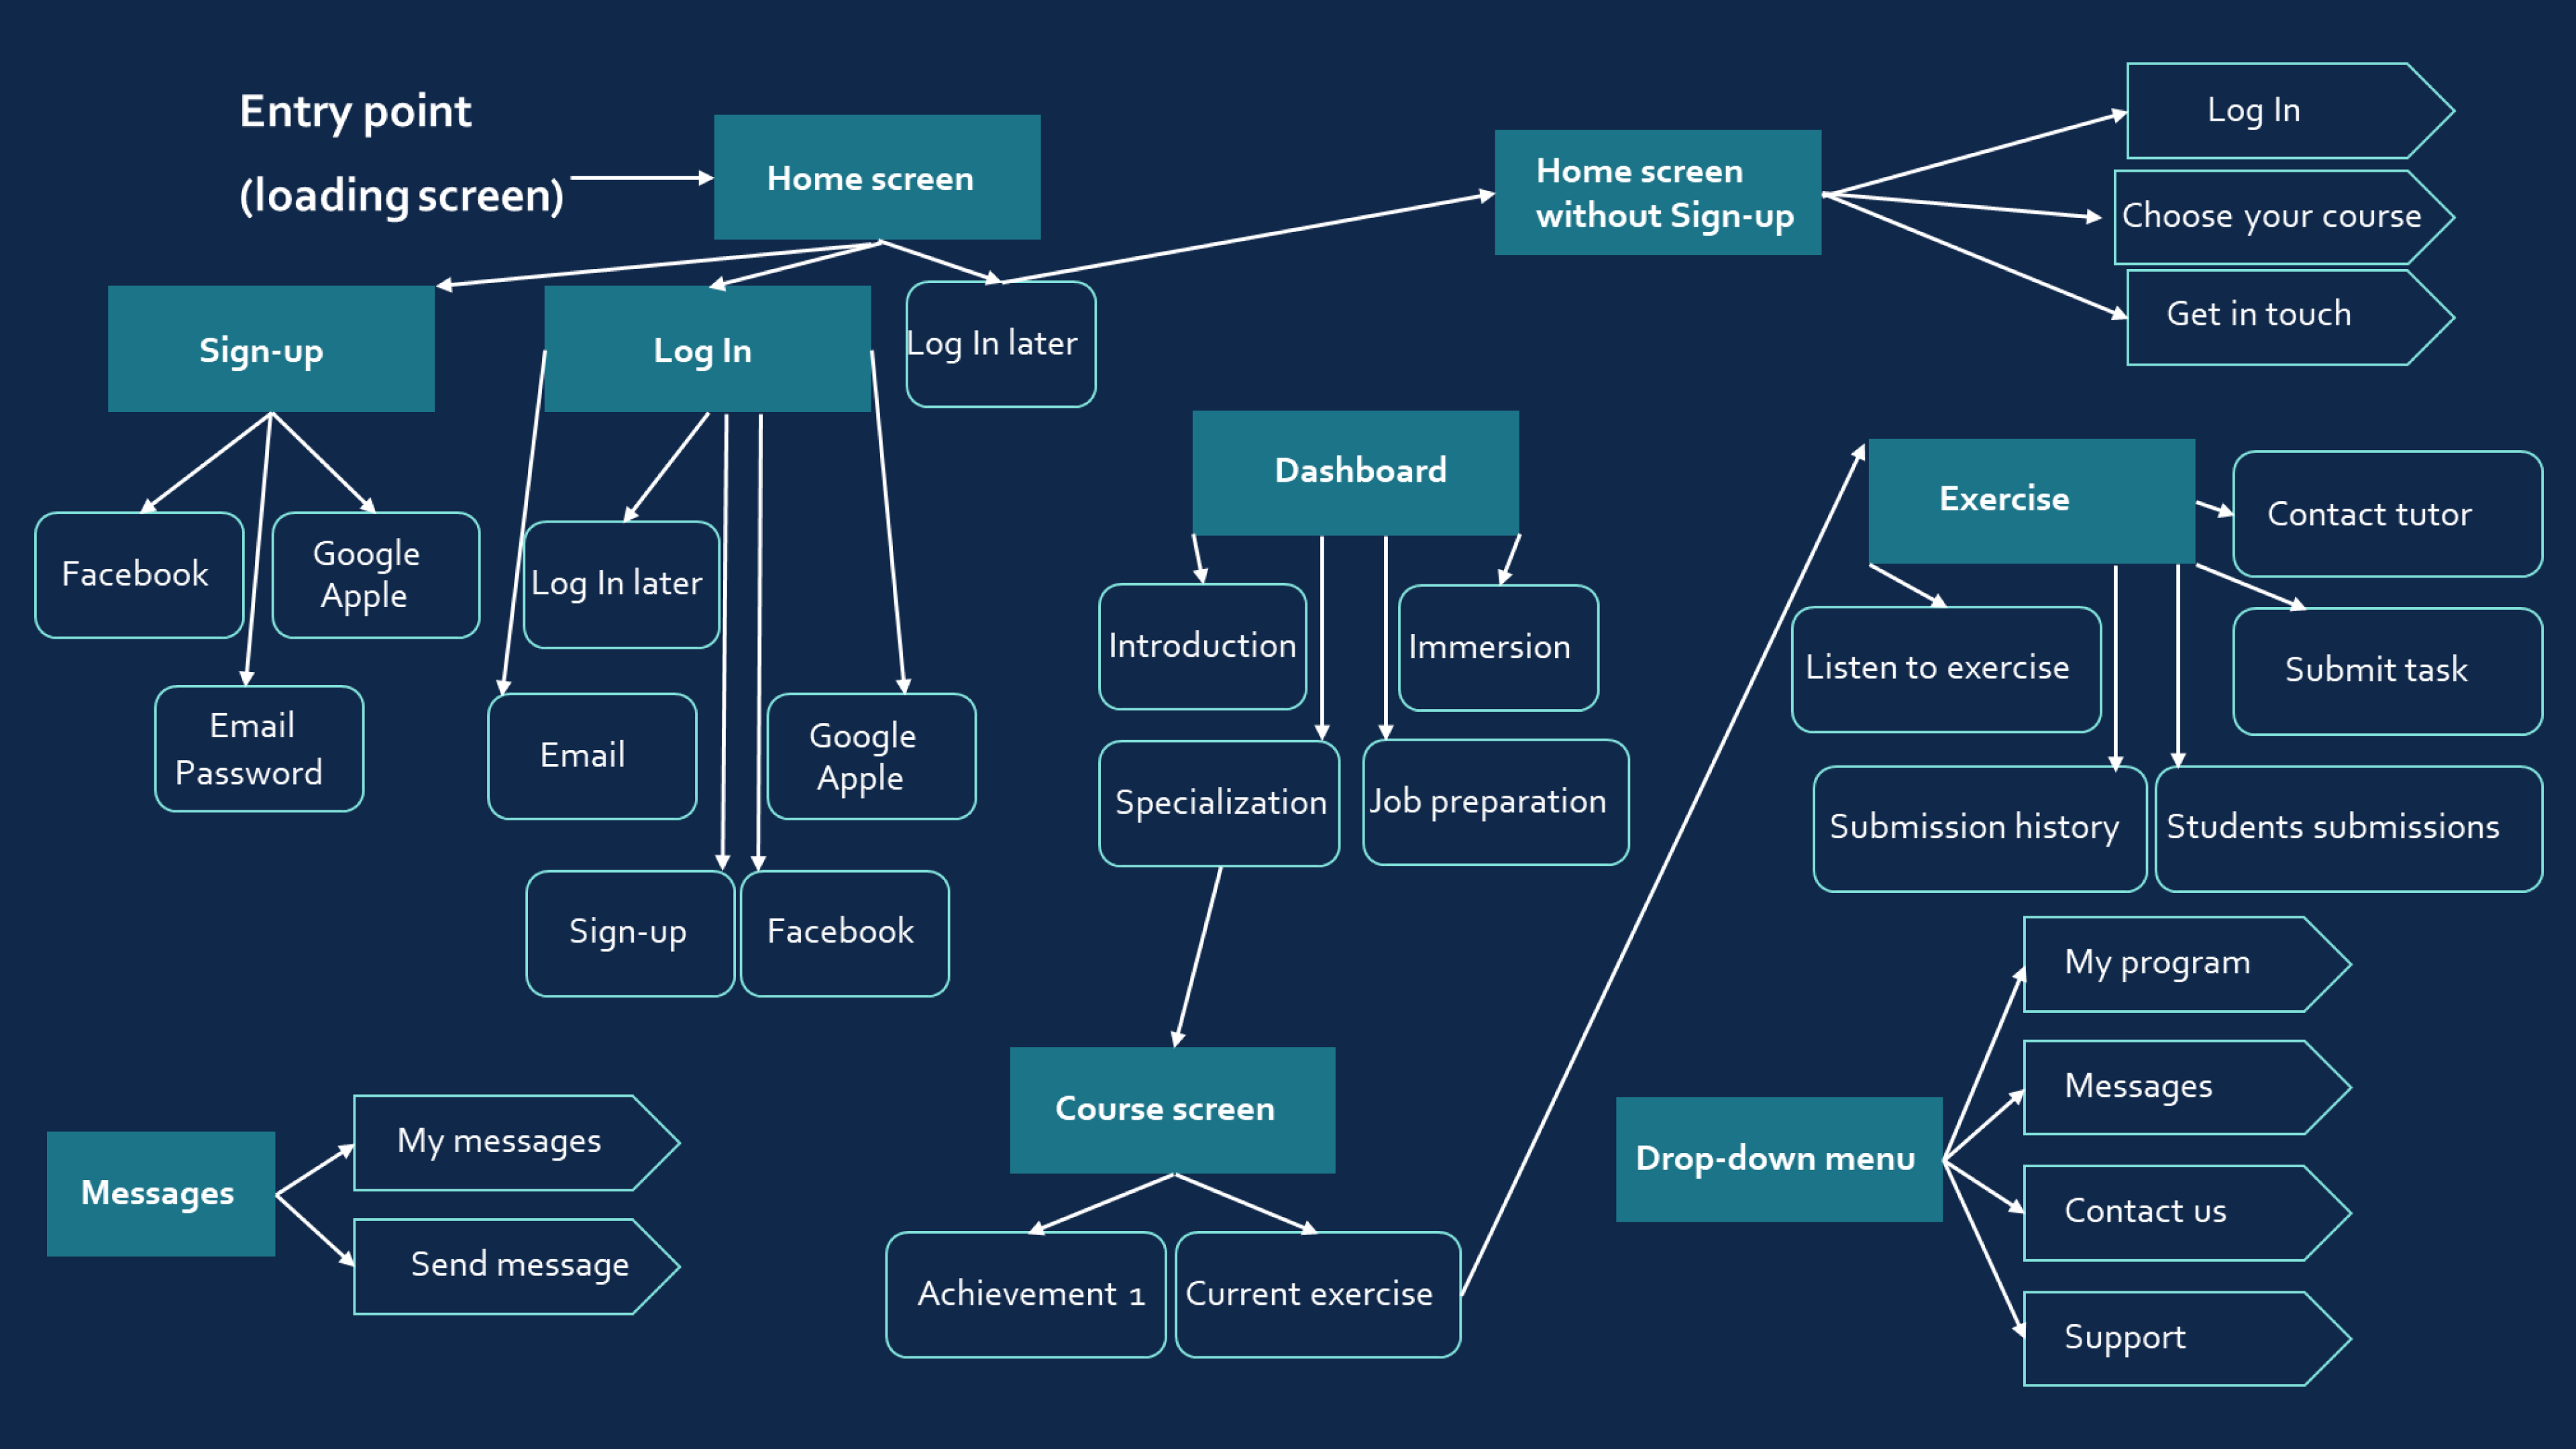 Entry point
(loading screen)
Home screen
Home screen
without Sign-up
Log In
Choose your course
Get in touch
Sign-up
Log In
Log In later
Facebook
Google
Apple
Email
Password
Log In later
Email
Google
Apple
Sign-up
Facebook
Dashboard
Introduction
Immersion
Specialization
Job preparation
Exercise
Contact tutor
Listen to exercise
Submit task
Submission history
Students submissions
Course screen
Achievement 1
Current exercise
Messages
My messages
Send message
Drop-down menu
My program
Messages
Contact us
Support